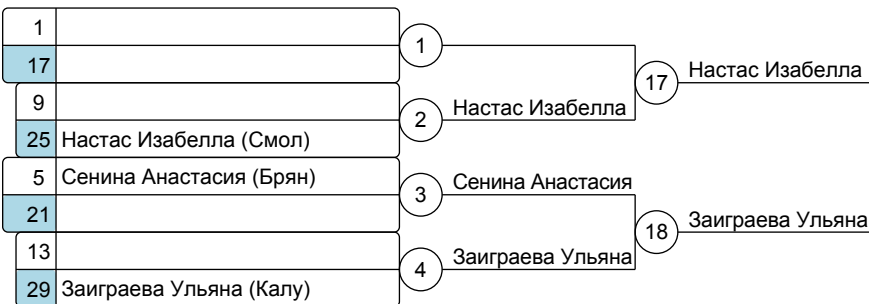 1
17
1
17 Настас Изабелла
9
2 Настас Изабелла
25 Настас Изабелла (Смол)
5 Сенина Анастасия (Брян)
3 Сенина Анастасия
21
18 Заиграева Ульяна
13
4 Заиграева Ульяна
29 Заиграева Ульяна (Калу)